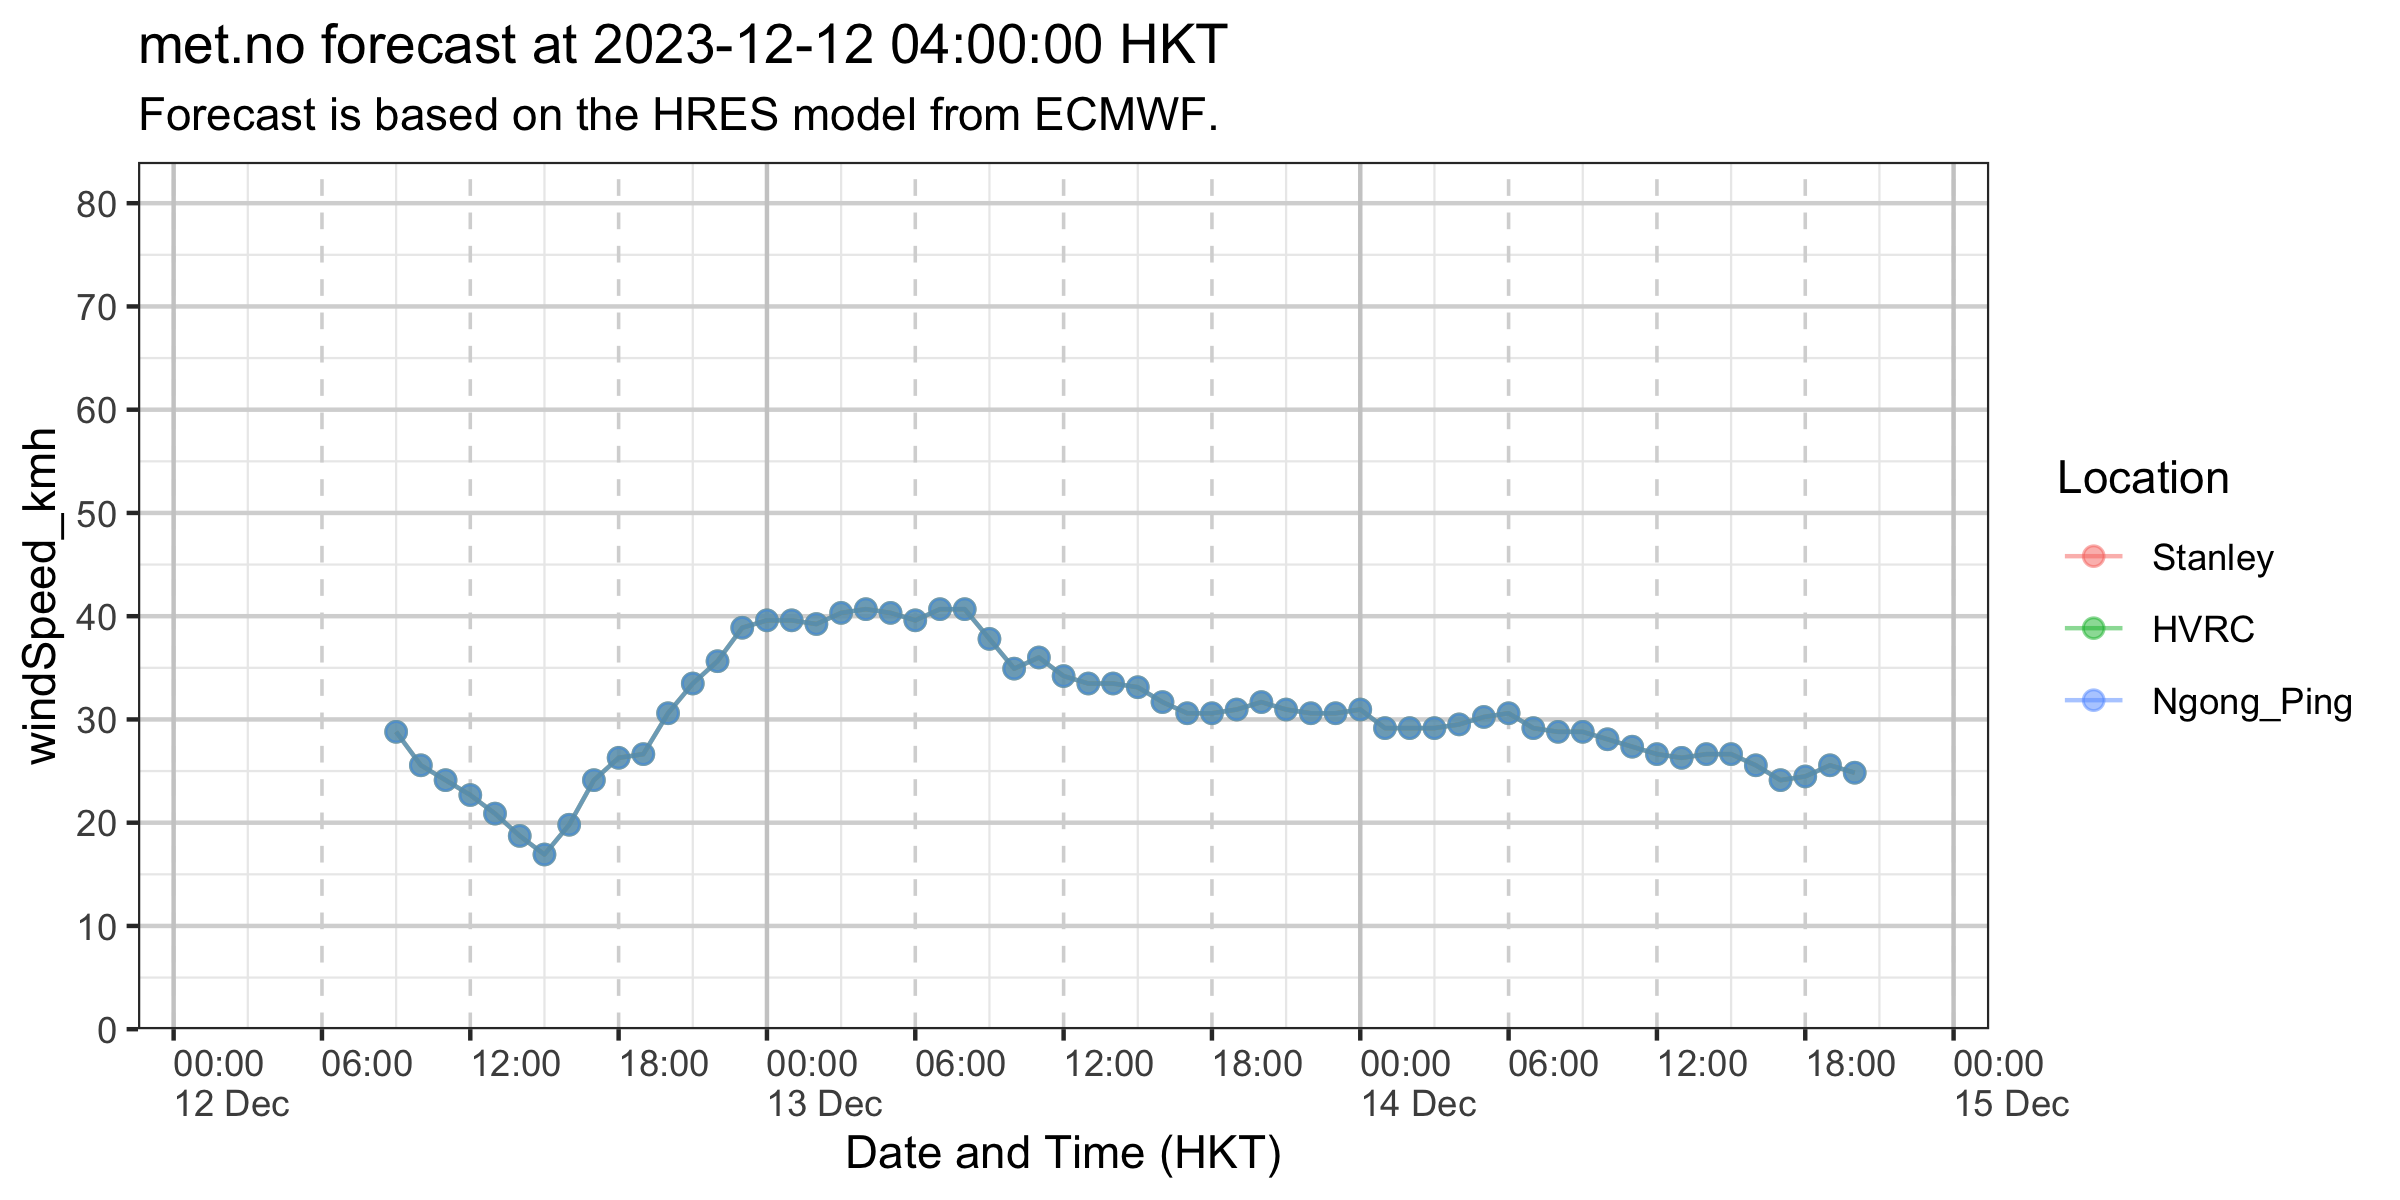 met.no forecast at 2023-12-12 04:00:00 HKT
Forecast is based on the HRES model from ECMWF.
windSpeed_kmh
80
70
60
50
40
30
20
10
0
00:00 06:00 12:00 18:00 00:00 06:00 12:00 18:00 00:00 06:00 12:00 18:00 00:00
12 Dec 13 Dec 14 Dec 15 Dec
Date and Time (HKT)
Location
Stanley
HVRC
Ngong_Ping